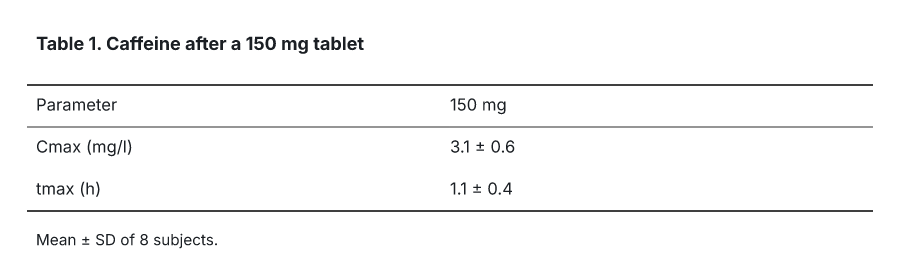 Table 1. Caffeine after a 150 mg tablet
Parameter 150 mg
Cmax (mg/l) 3.1 ± 0.6
tmax (h) 1.1 ± 0.4
Mean ± SD of 8 subjects.